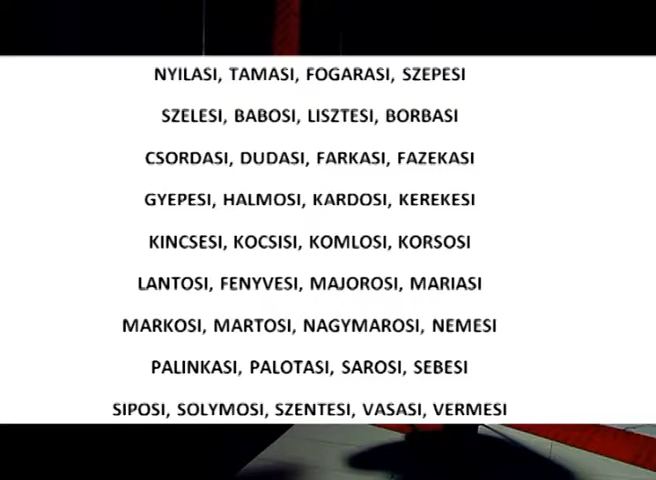 NYILASI, TAMASI, FOGARASI, SZEPESI
SZELESI, BABOSI, LISZTESI, BORBASI
CSORDASI, DUDASI, FARKASI, FAZEKASI
GYEPESI, HALMOSI, KARDOSI, KEREKESI
KINCSESI, KOCSISI, KOMLOSI, KORSOSI
LANTOSI, FENYVESI, MAJOROSI, MARIASI
MARKOSI, MARTOSI, NAGYMAROSI, NEMESI
PALINKASI, PALOTASI, SAROSI, SEBESI
SIPOSI, SOLYMOSI, SZENTESI, VASASI, VERMESI